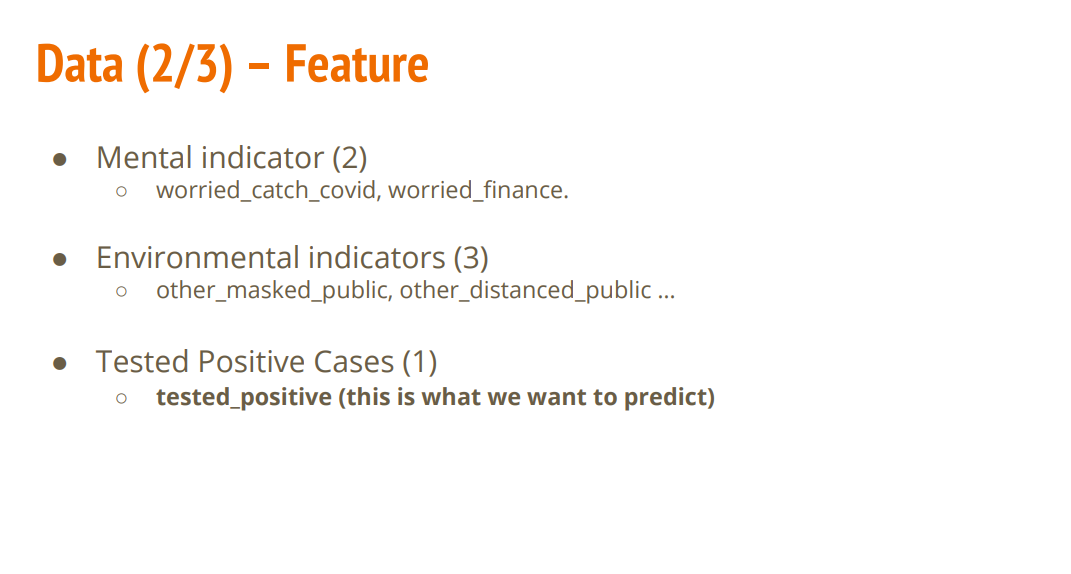 Data (2/3) – Feature
● Mental indicator (2)
○ worried_catch_covid, worried_finance.
● Environmental indicators (3)
○ other_masked_public, other_distanced_public ...
● Tested Positive Cases (1)
○ tested_positive (this is what we want to predict)